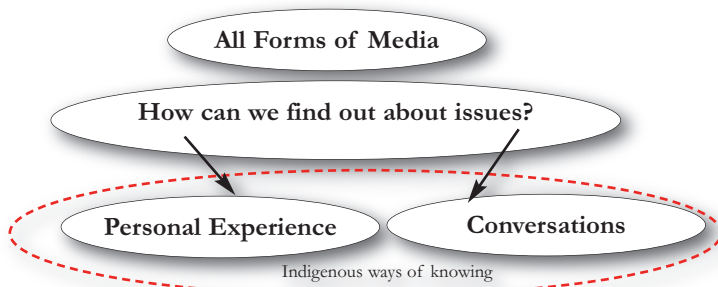 All Forms of Media
How can we find out about issues?
Personal Experience
Conversations
Indigenous ways of knowing